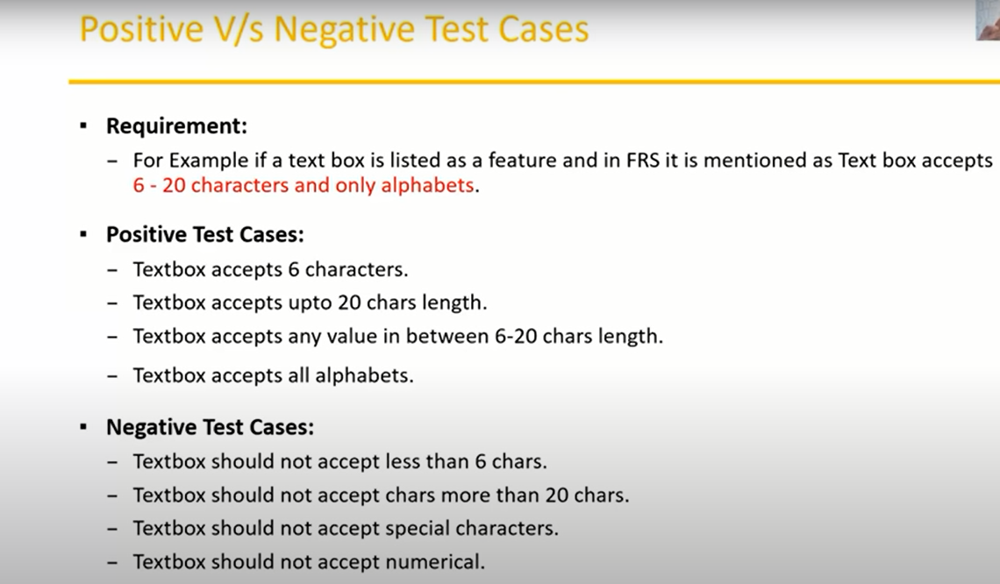 Positive V/s Negative Test Cases
▪ Requirement:
– For Example if a text box is listed as a feature and in FRS it is mentioned as Text box accepts
6 - 20 characters and only alphabets.
▪ Positive Test Cases:
– Textbox accepts 6 characters.
– Textbox accepts upto 20 chars length.
– Textbox accepts any value in between 6-20 chars length.
– Textbox accepts all alphabets.
▪ Negative Test Cases:
– Textbox should not accept less than 6 chars.
– Textbox should not accept chars more than 20 chars.
– Textbox should not accept special characters.
– Textbox should not accept numerical.